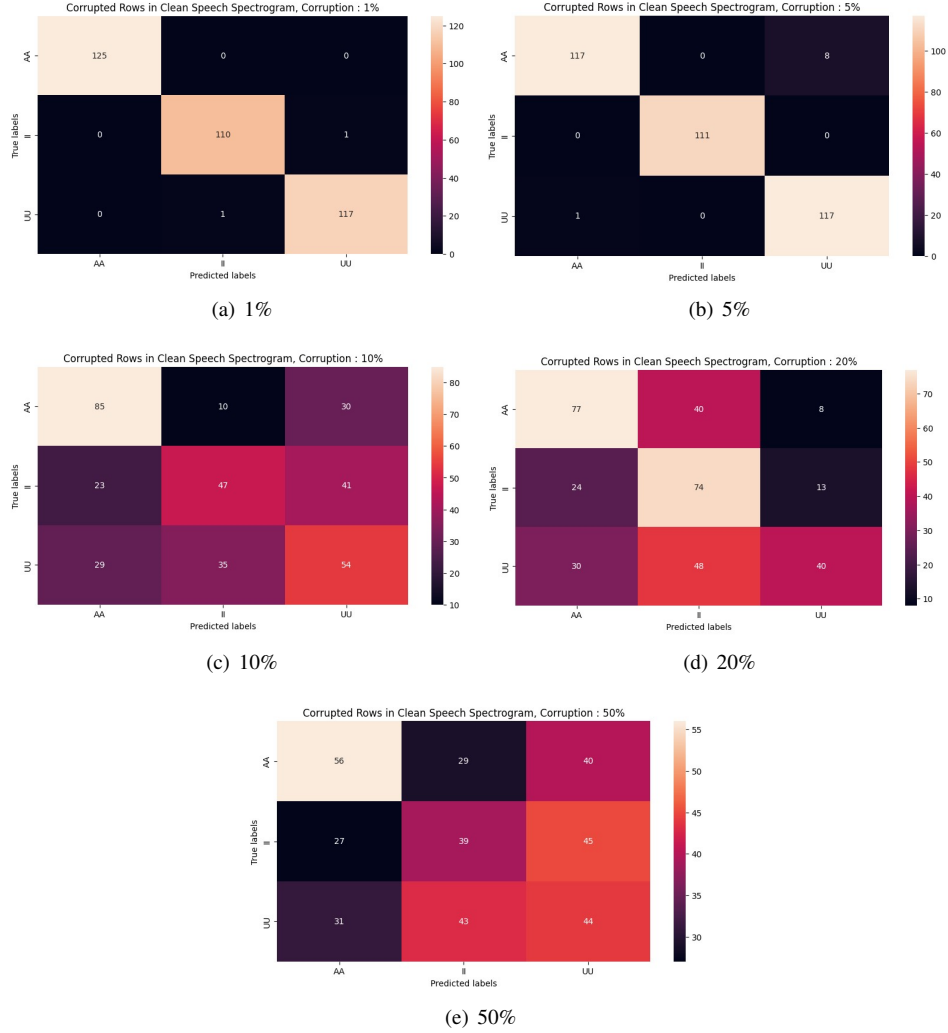 Corrupted Rows in Clean Speech Spectrogram, Corruption : 1%
AA 125 0 0
II 0 110 1
UU 0 1 117
True labels
AA II UU
Predicted labels
120
100
80
60
40
20
0
(a) 1%
Corrupted Rows in Clean Speech Spectrogram, Corruption : 5%
AA 117 0 8
II 0 111 0
UU 1 0 117
True labels
AA II UU
Predicted labels
100
80
60
40
20
0
(b) 5%
Corrupted Rows in Clean Speech Spectrogram, Corruption : 10%
AA 85 10 30
II 23 47 41
UU 29 35 54
True labels
AA II UU
Predicted labels
80
70
60
50
40
30
20
10
(c) 10%
Corrupted Rows in Clean Speech Spectrogram, Corruption : 20%
AA 77 40 8
II 24 74 13
UU 30 48 40
True labels
AA II UU
Predicted labels
70
60
50
40
30
20
10
(d) 20%
Corrupted Rows in Clean Speech Spectrogram, Corruption : 50%
AA 56 29 40
II 27 39 45
UU 31 43 44
True labels
AA II UU
Predicted labels
55
50
45
40
35
30
(e) 50%